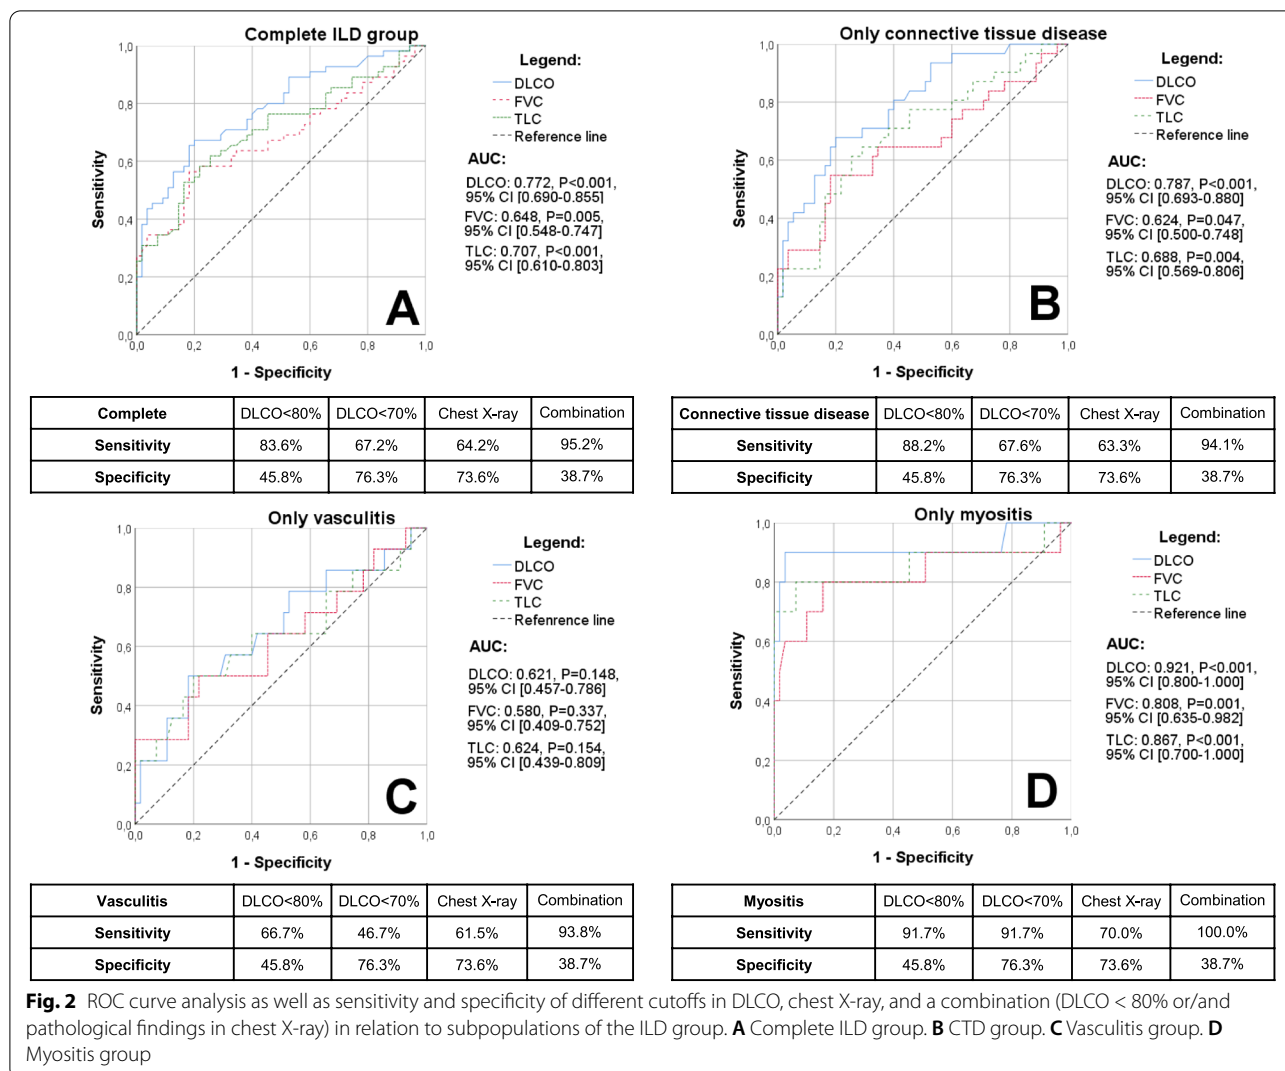 Complete ILD group
1,0
0,8
0,6
0,4
0,2
0,0
Sensitivity
0,0 0,2 0,4 0,6 0,8 1,0
1 - Specificity
Legend:
DLCO
FVC
TLC
Reference line
AUC:
DLCO: 0.772, P<0.001,
95% CI [0.690-0.855]
FVC: 0.648, P=0.005,
95% CI [0.548-0.747]
TLC: 0.707, P<0.001,
95% CI [0.610-0.803]
A
Complete DLCO<80% DLCO<70% Chest X-ray Combination
Sensitivity 83.6% 67.2% 64.2% 95.2%
Specificity 45.8% 76.3% 73.6% 38.7%
Only connective tissue disease
1,0
0,8
0,6
0,4
0,2
0,0
Sensitivity
0,0 0,2 0,4 0,6 0,8 1,0
1 - Specificity
Legend:
DLCO
FVC
TLC
Reference line
AUC:
DLCO: 0.787, P<0.001,
95% CI [0.693-0.880]
FVC: 0.624, P=0.047,
95% CI [0.500-0.748]
TLC: 0.688, P=0.004,
95% CI [0.569-0.806]
B
Connective tissue disease DLCO<80% DLCO<70% Chest X-ray Combination
Sensitivity 88.2% 67.6% 63.3% 94.1%
Specificity 45.8% 76.3% 73.6% 38.7%
Only vasculitis
1,0
0,8
0,6
0,4
0,2
0,0
Sensitivity
0,0 0,2 0,4 0,6 0,8 1,0
1 - Specificity
Legend:
DLCO
FVC
TLC
Refenrence line
AUC:
DLCO: 0.621, P=0.148,
95% CI [0.457-0.786]
FVC: 0.580, P=0.337,
95% CI [0.409-0.752]
TLC: 0.624, P=0.154,
95% CI [0.439-0.809]
C
Vasculitis DLCO<80% DLCO<70% Chest X-ray Combination
Sensitivity 66.7% 46.7% 61.5% 93.8%
Specificity 45.8% 76.3% 73.6% 38.7%
Only myositis
1,0
0,8
0,6
0,4
0,2
0,0
Sensitivity
0,0 0,2 0,4 0,6 0,8 1,0
1 - Specificity
Legend:
DLCO
FVC
TLC
Reference line
AUC:
DLCO: 0.921, P<0.001,
95% CI [0.800-1.000]
FVC: 0.808, P=0.001,
95% CI [0.635-0.982]
TLC: 0.867, P<0.001,
95% CI [0.700-1.000]
D
Myositis DLCO<80% DLCO<70% Chest X-ray Combination
Sensitivity 91.7% 91.7% 70.0% 100.0%
Specificity 45.8% 76.3% 73.6% 38.7%
Fig. 2 ROC curve analysis as well as sensitivity and specificity of different cutoffs in DLCO, chest X-ray, and a combination (DLCO < 80% or/and
pathological findings in chest X-ray) in relation to subpopulations of the ILD group. A Complete ILD group. B CTD group. C Vasculitis group. D
Myositis group